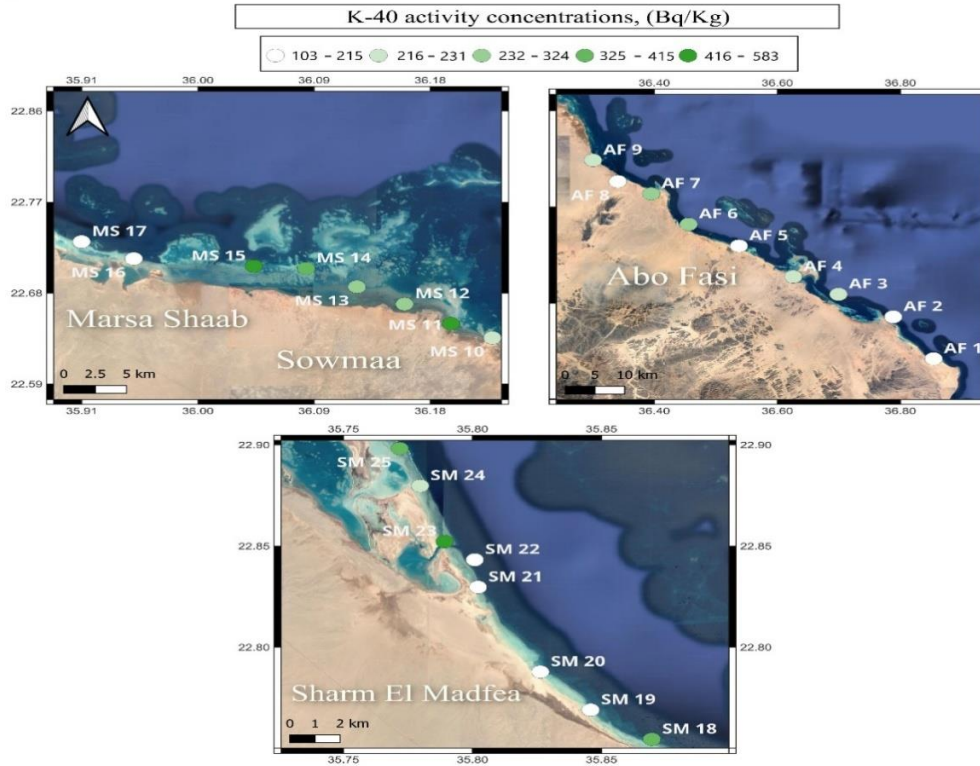 K-40 activity concentrations, (Bq/Kg)
103 - 215 216 - 231 232 - 324 325 - 415 416 - 583
35.91 36.00 36.09 36.18
22.86
22.77
22.68
22.59
MS 17
MS 16
MS 15
MS 14
MS 13
MS 12
MS 11
MS 10
Marsa Shaab
Sowmaa
0 2.5 5 km
35.91 36.00 36.09 36.18
36.40 36.60 36.80
AF 9
AF 8
AF 7
AF 6
AF 5
AF 4
AF 3
AF 2
AF 1
Abo Fasi
0 5 10 km
36.40 36.60 36.80
35.75 35.80 35.85
22.90 22.90
22.85 22.85
22.80 22.80
SM 25
SM 24
SM 23
SM 22
SM 21
SM 20
SM 19
SM 18
Sharm El Madfea
0 1 2 km
35.75 35.80 35.85